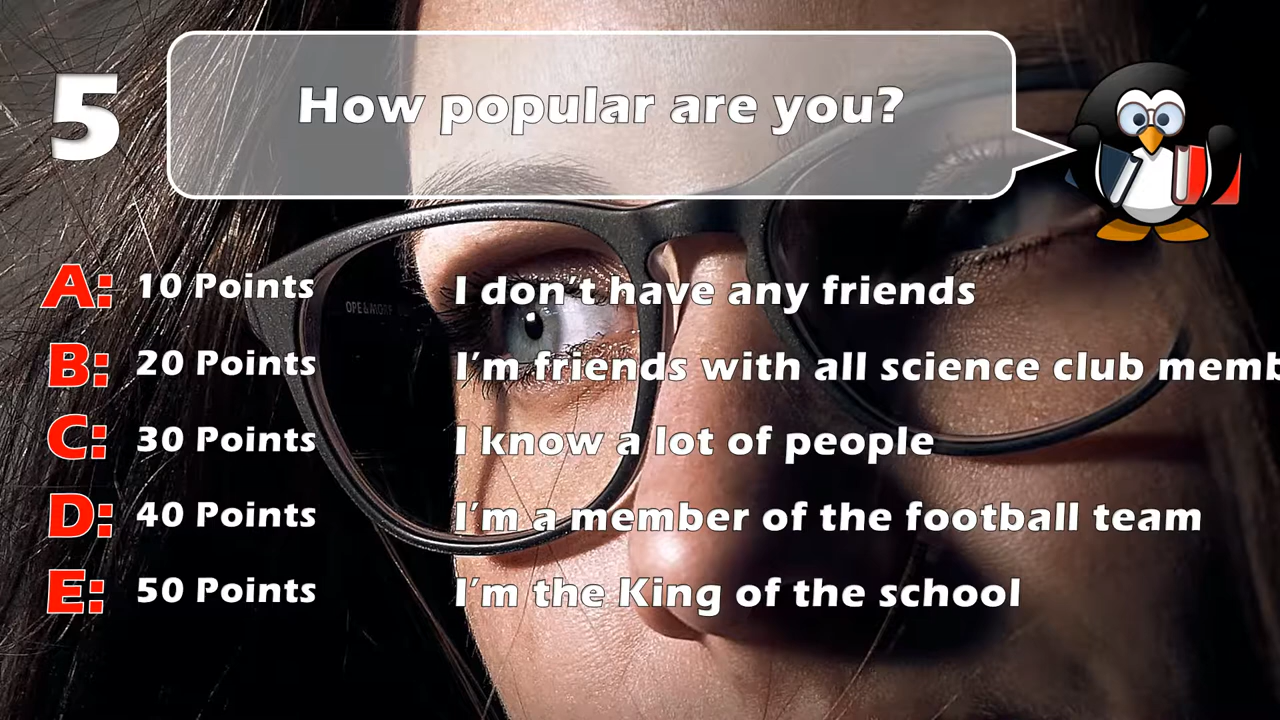 5
How popular are you?
A: 10 Points I don't have any friends
B: 20 Points I'm friends with all science club memb
C: 30 Points I know a lot of people
D: 40 Points I'm a member of the football team
E: 50 Points I'm the King of the school